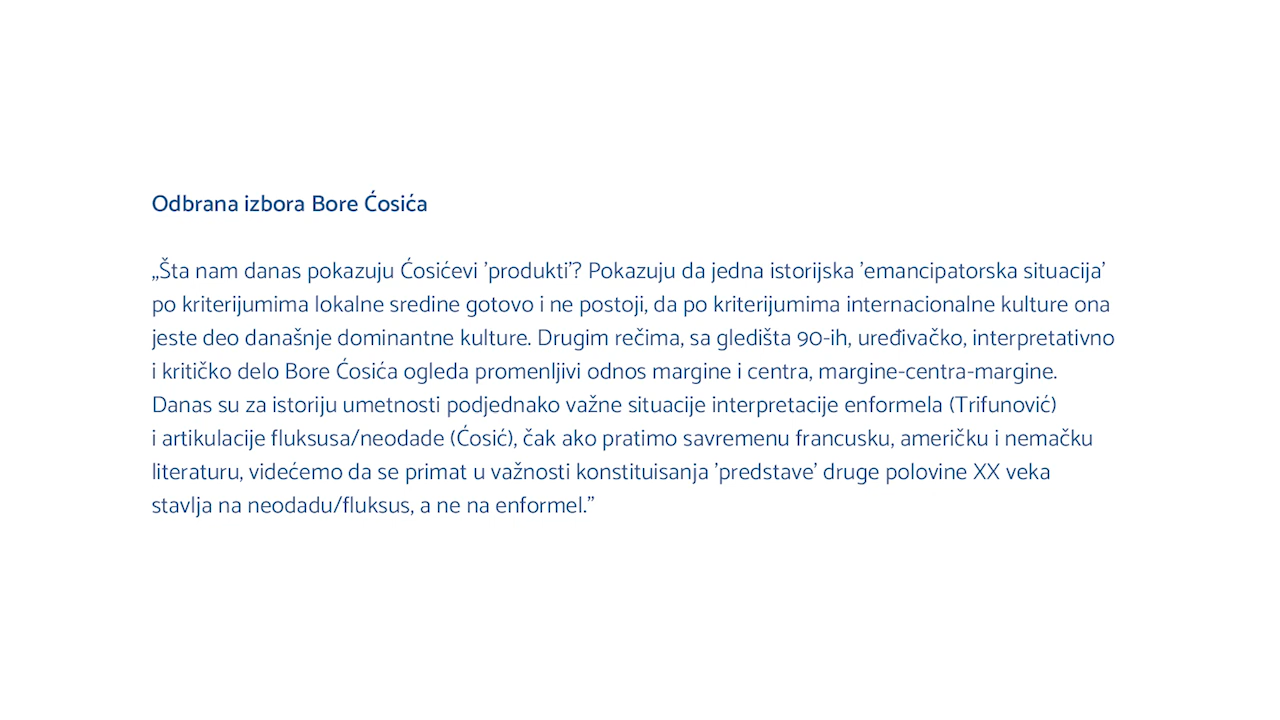 Odbrana izbora Bore Ćosića
„Šta nam danas pokazuju Ćosićevi ’produkti’? Pokazuju da jedna istorijska ’emancipatorska situacija’
po kriterijumima lokalne sredine gotovo i ne postoji, da po kriterijumima internacionalne kulture ona
jeste deo današnje dominantne kulture. Drugim rečima, sa gledišta 90-ih, uređivačko, interpretativno
i kritičko delo Bore Ćosića ogleda promenljivi odnos margine i centra, margine-centra-margine.
Danas su za istoriju umetnosti podjednako važne situacije interpretacije enformela (Trifunović)
i artikulacije fluksusa/neodade (Ćosić), čak ako pratimo savremenu francusku, američku i nemačku
literaturu, videćemo da se primat u važnosti konstituisanja ’predstave’ druge polovine XX veka
stavlja na neodadu/fluksus, a ne na enformel.”